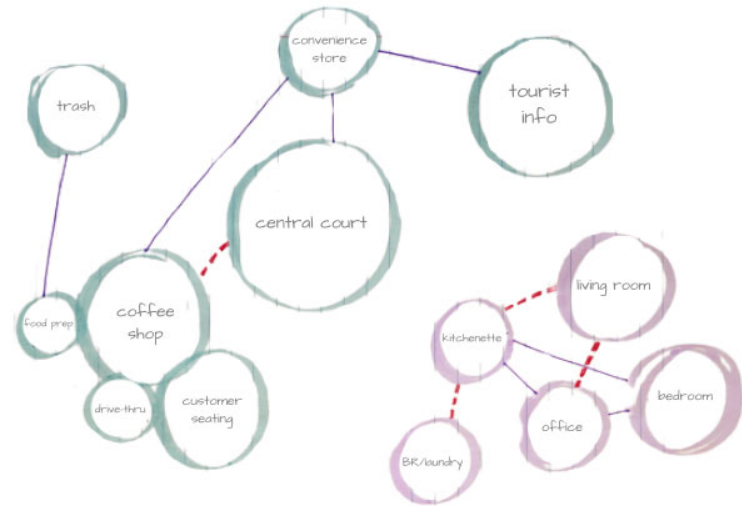 convenience
store
trash
tourist
info
central court
coffee
shop
food prep
drive-thru
customer
seating
living room
kitchenette
bedroom
office
BR/laundry